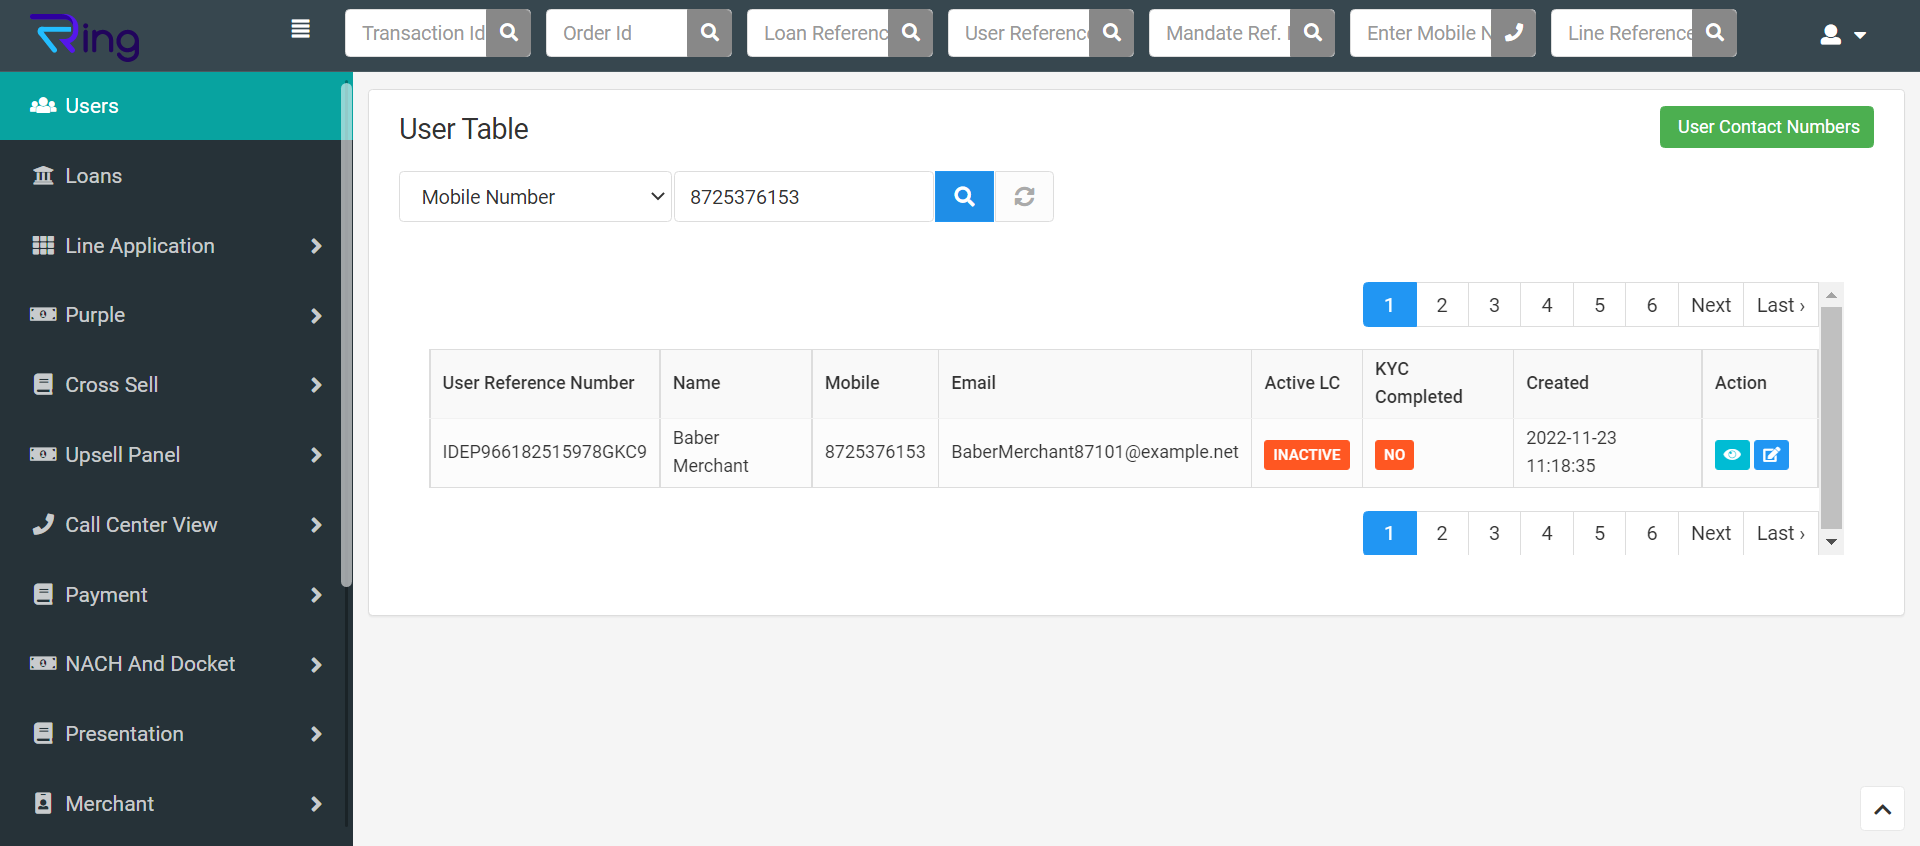 Ring
Transaction Id
Order Id
Loan Referenc
User Referenc
Mandate Ref.
Enter Mobile N
Line Reference
Users
Loans
Line Application
Purple
Cross Sell
Upsell Panel
Call Center View
Payment
NACH And Docket
Presentation
Merchant
User Table
User Contact Numbers
Mobile Number
8725376153
1 2 3 4 5 6 Next Last ›
User Reference Number Name Mobile Email Active LC KYC Completed Created Action
IDEP966182515978GKC9 Baber Merchant 8725376153 BaberMerchant87101@example.net INACTIVE NO 2022-11-23 11:18:35
1 2 3 4 5 6 Next Last ›